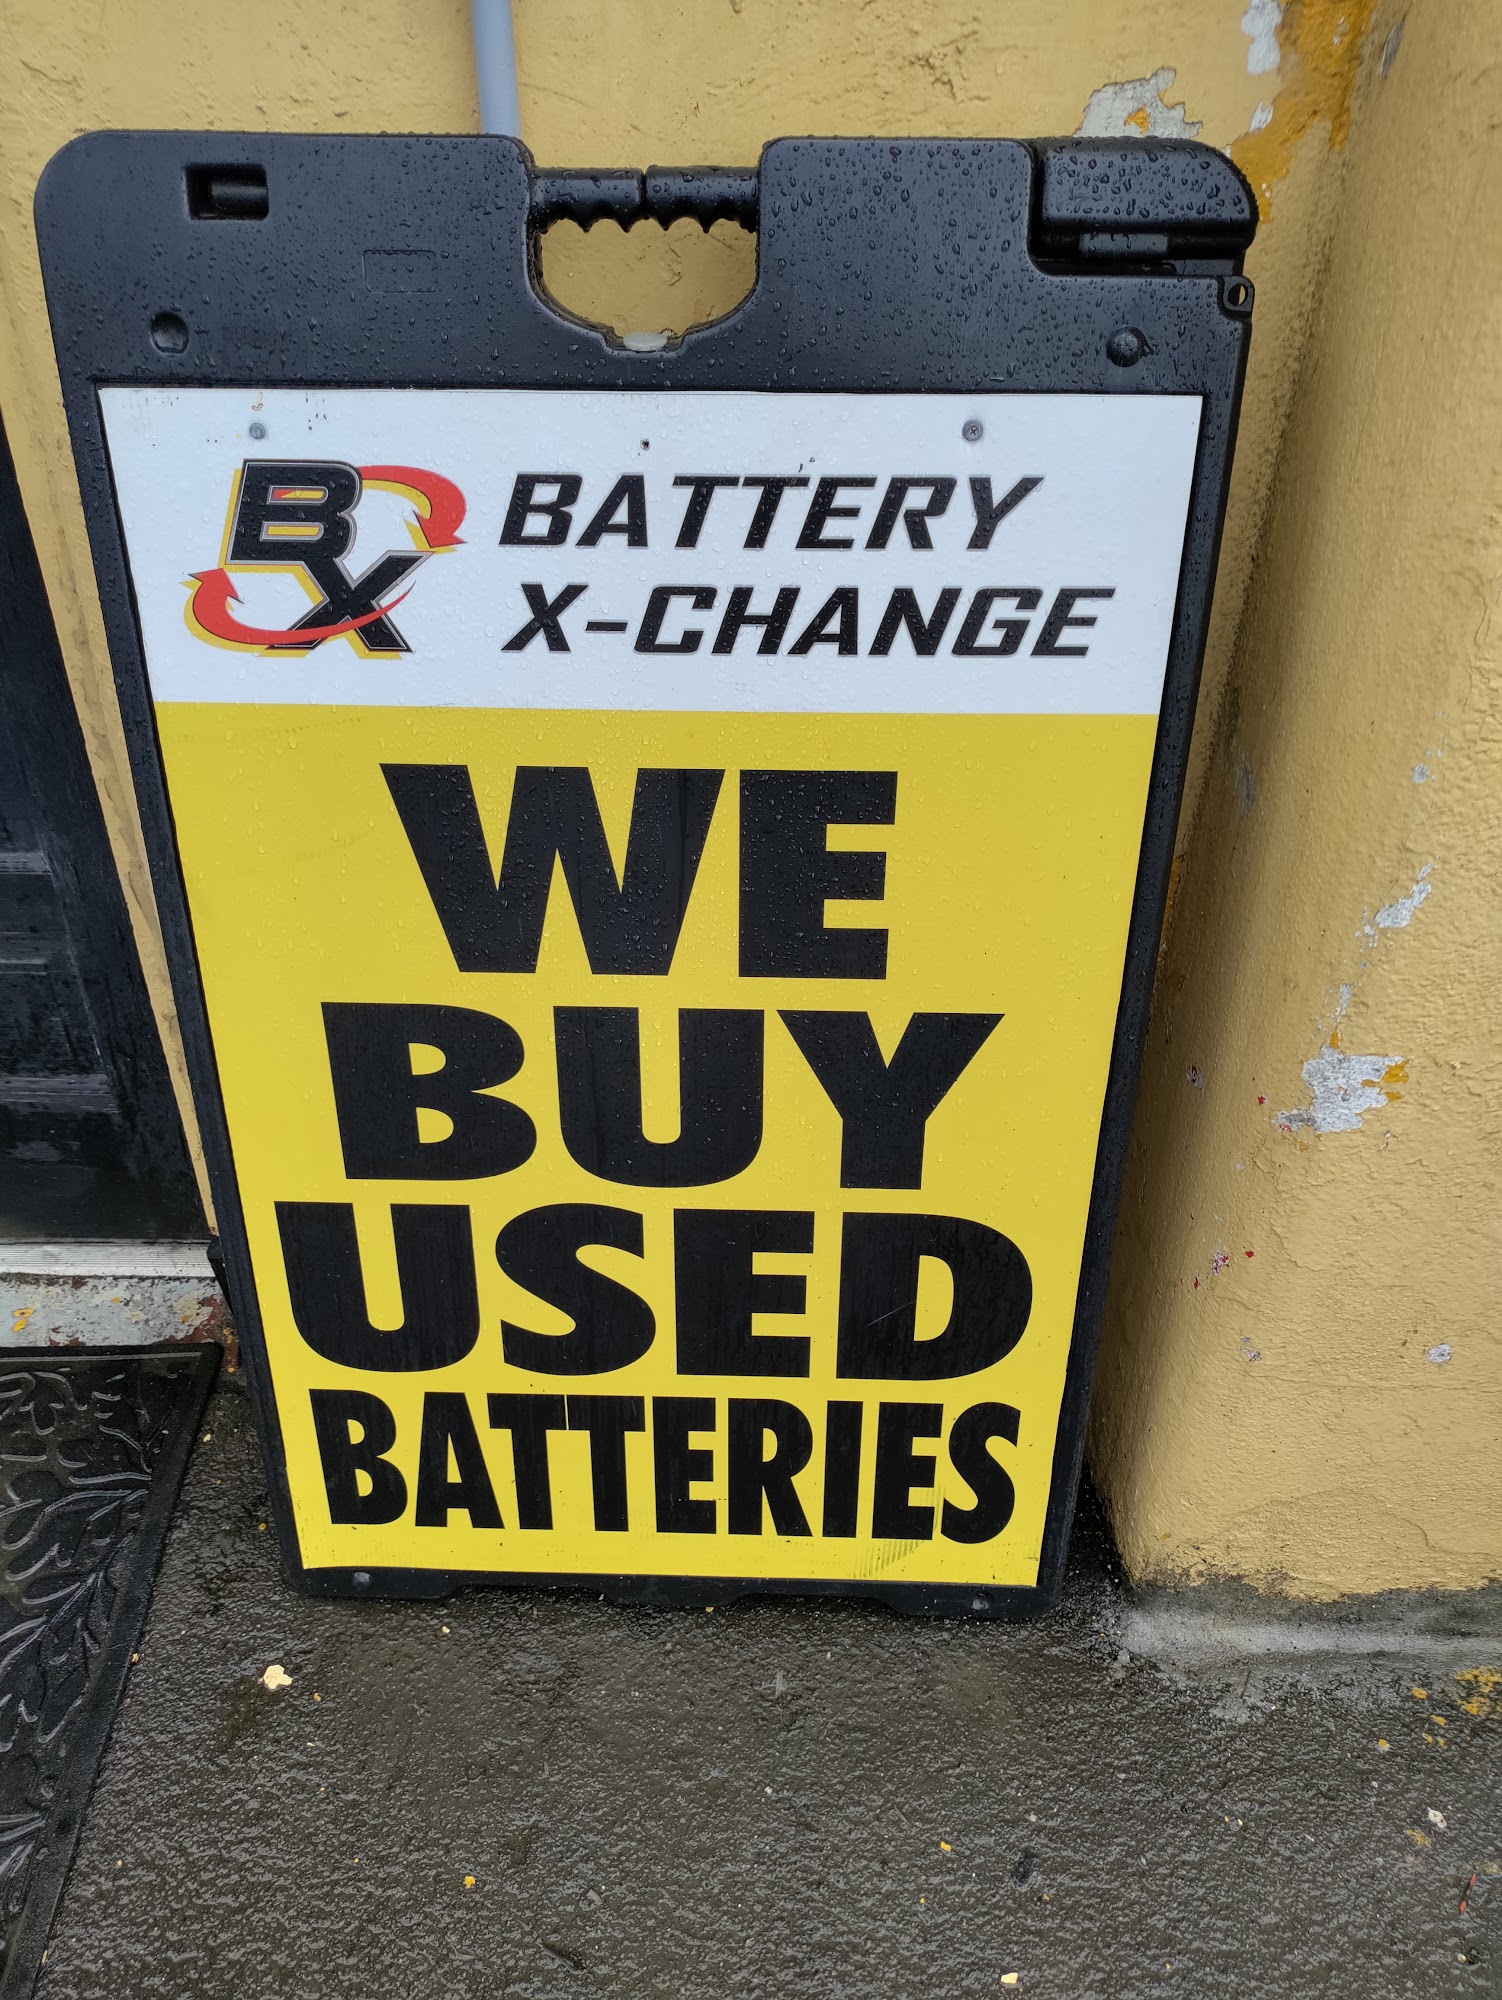 BX
BATTERY
X-CHANGE
WE
BUY
USED
BATTERIES